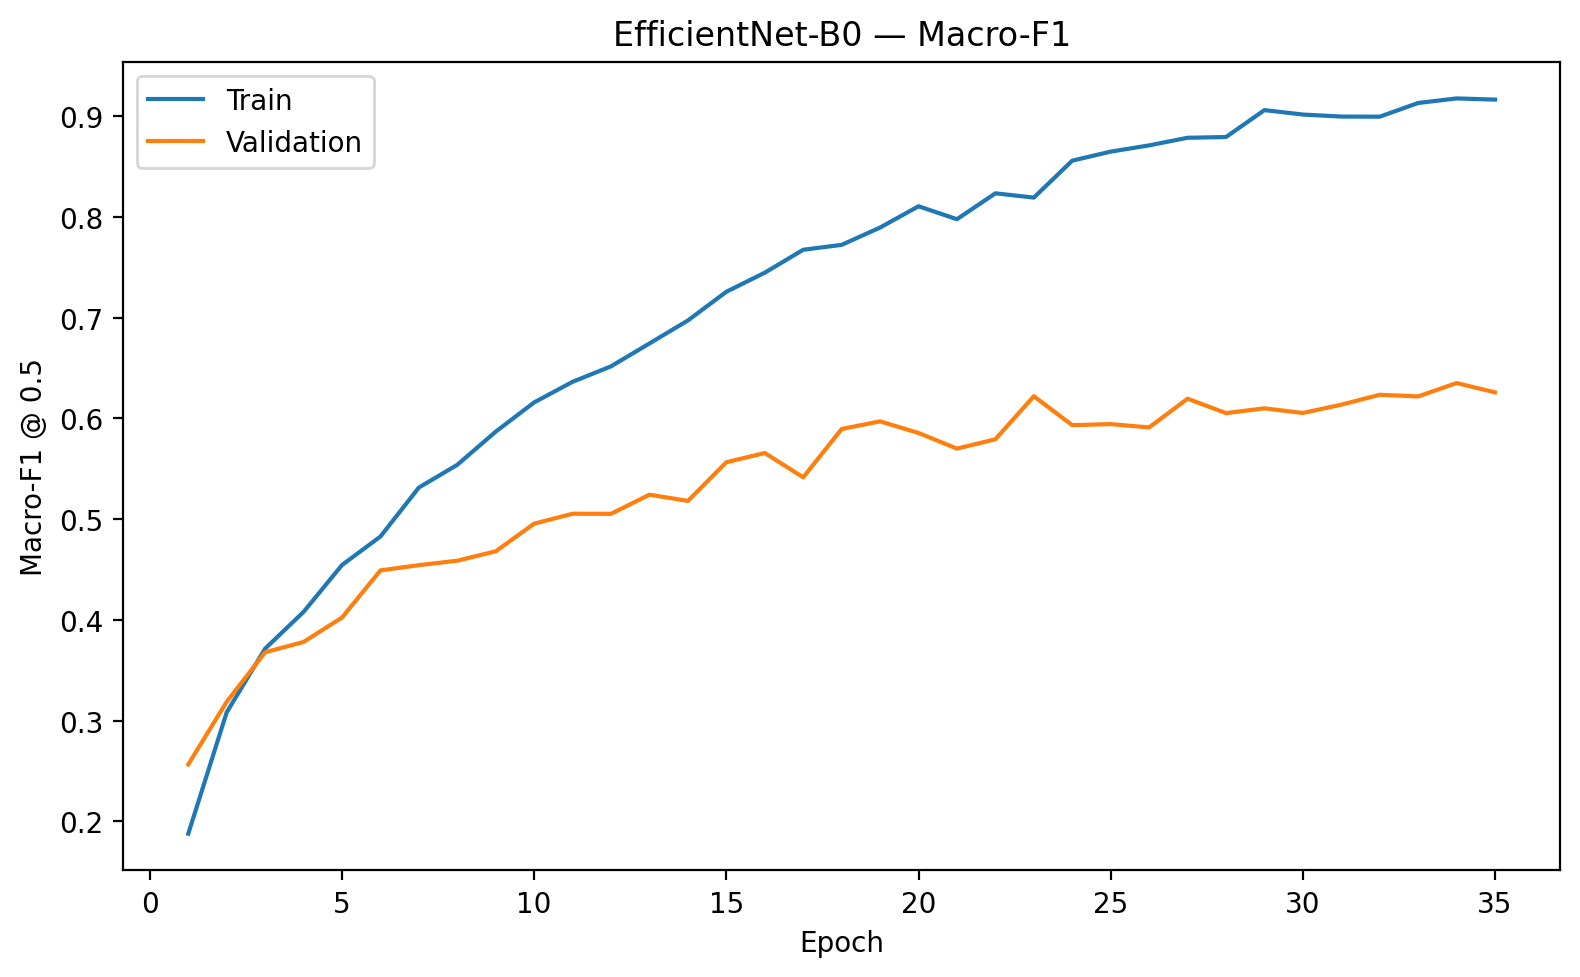 EfficientNet-B0 — Macro-F1
Train
Validation
Macro-F1 @ 0.5
0.9
0.8
0.7
0.6
0.5
0.4
0.3
0.2
0 5 10 15 20 25 30 35
Epoch